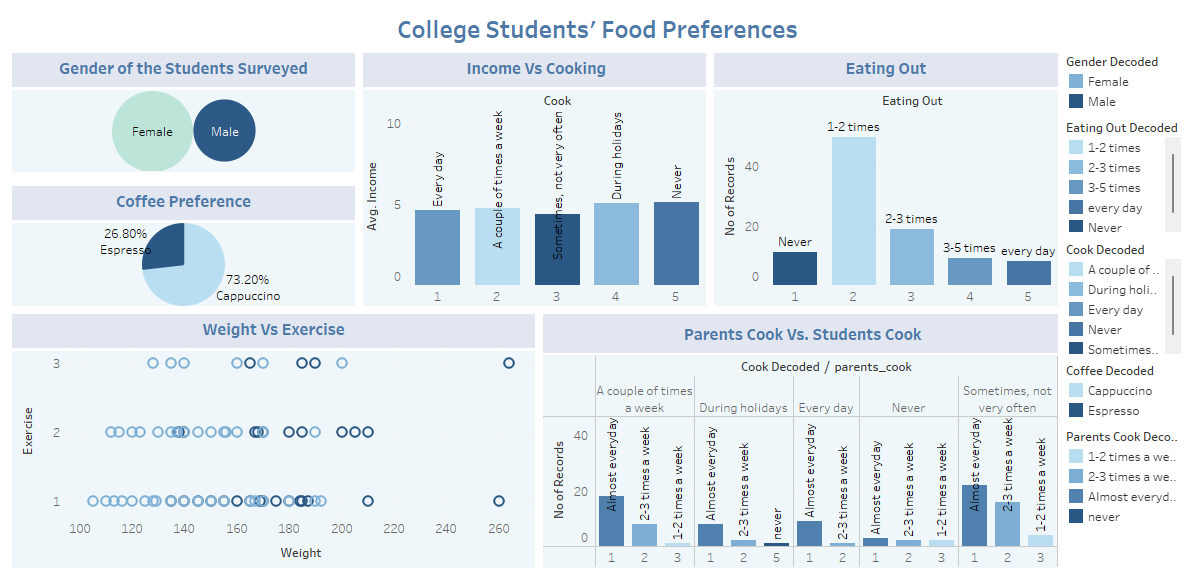 College Students’ Food Preferences
Gender of the Students Surveyed
Female
Male
Coffee Preference
26.80%
Espresso
73.20%
Cappuccino
Income Vs Cooking
Cook
Avg. Income
10
5
0
Every day
A couple of times a week
Sometimes, not very often
During holidays
Never
1 2 3 4 5
Eating Out
Eating Out
No of Records
40
20
0
Never
1-2 times
2-3 times
3-5 times
every day
1 2 3 4 5
Weight Vs Exercise
Exercise
3
2
1
100 120 140 160 180 200 220 240 260
Weight
Parents Cook Vs. Students Cook
Cook Decoded / parents_cook
A couple of times
a week
During holidays
Every day
Never
Sometimes, not
very often
No of Records
40
20
0
Almost everyday
2-3 times a week
1-2 times a week
Almost everyday
2-3 times a week
never
Almost everyday
2-3 times a week
Almost everyday
2-3 times a week
1-2 times a week
Almost everyday
2-3 times a week
1-2 times a week
1 2 3 1 2 5 1 2 1 2 3 1 2 3
Gender Decoded
Female
Male
Eating Out Decoded
1-2 times
2-3 times
3-5 times
every day
Never
Cook Decoded
A couple of ..
During holi..
Every day
Never
Sometimes..
Coffee Decoded
Cappuccino
Espresso
Parents Cook Deco..
1-2 times a we..
2-3 times a we..
Almost everyd..
never